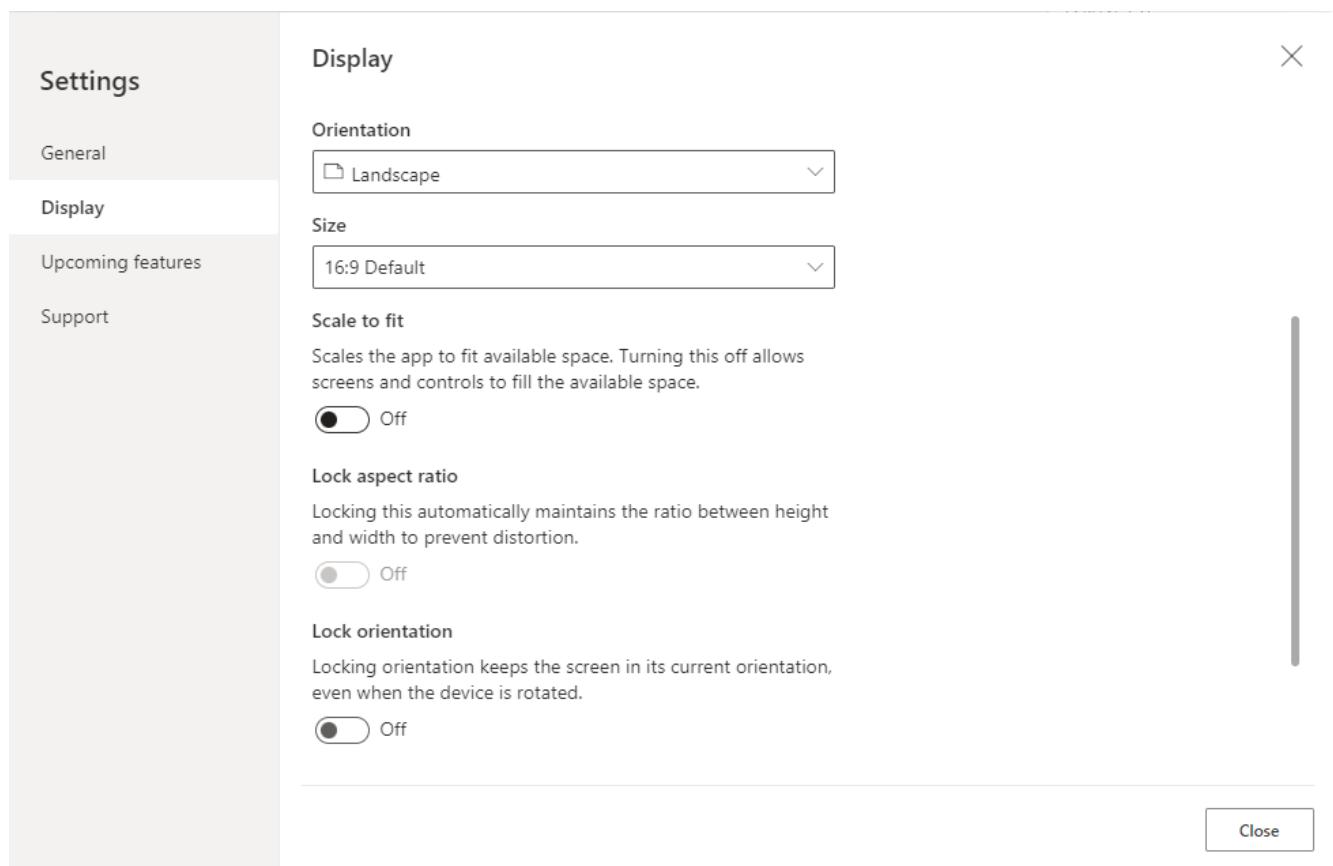 Settings
General
Display
Upcoming features
Support
Display
Orientation
Landscape
Size
16:9 Default
Scale to fit
Scales the app to fit available space. Turning this off allows
screens and controls to fill the available space.
Off
Lock aspect ratio
Locking this automatically maintains the ratio between height
and width to prevent distortion.
Off
Lock orientation
Locking orientation keeps the screen in its current orientation,
even when the device is rotated.
Off
Close